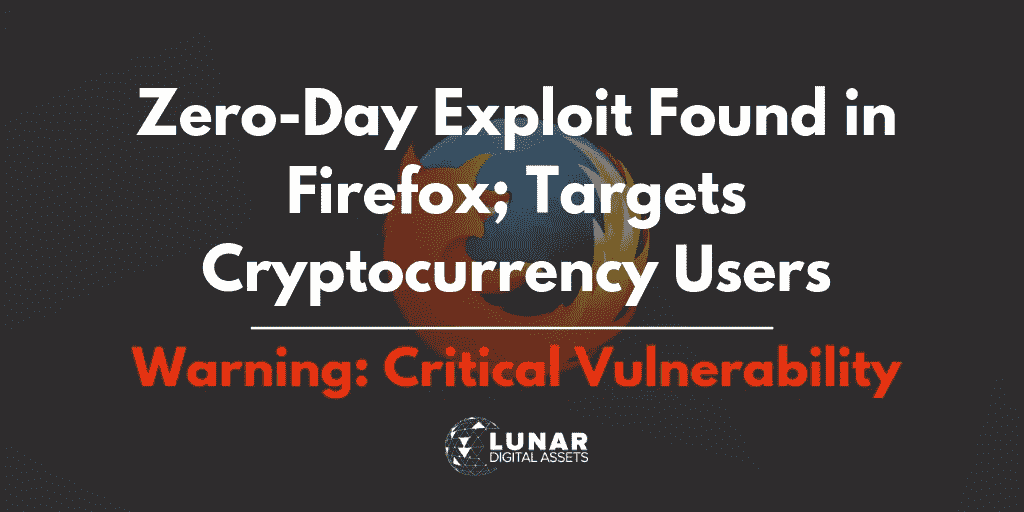 Zero-Day Exploit Found in
Firefox; Targets
Cryptocurrency Users
Warning: Critical Vulnerability
LUNAR
DIGITAL ASSETS